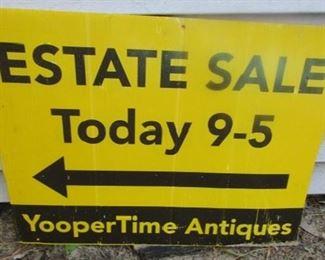 ESTATE SALE
Today 9-5
YooperTime Antiques